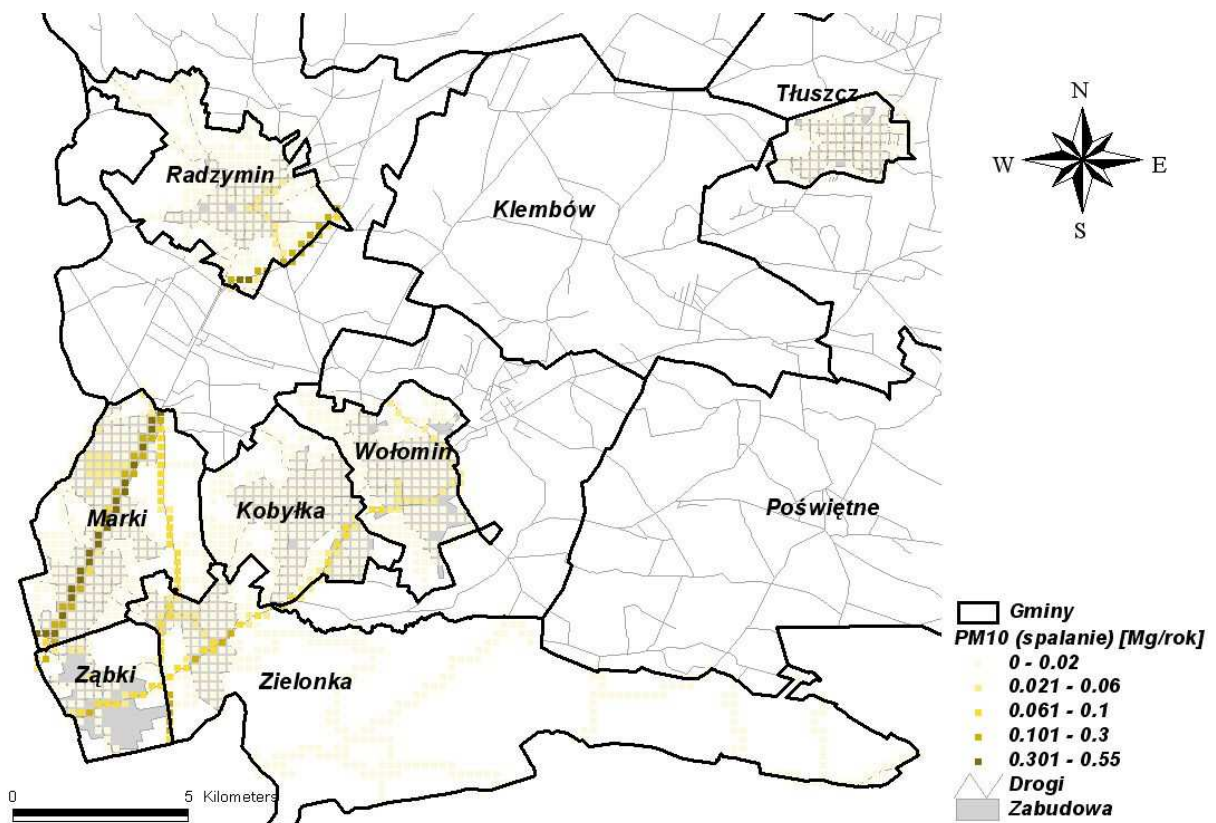 Tłuszcz
N
W E
S
Radzymin
Klembów
Wołomin
Kobyłka
Marki
Poświętne
Ząbki
Zielonka
0 5 Kilometers
Gminy
PM10 (spalanie) [Mg/rok]
0 - 0.02
0.021 - 0.06
0.061 - 0.1
0.101 - 0.3
0.301 - 0.55
Drogi
Zabudowa